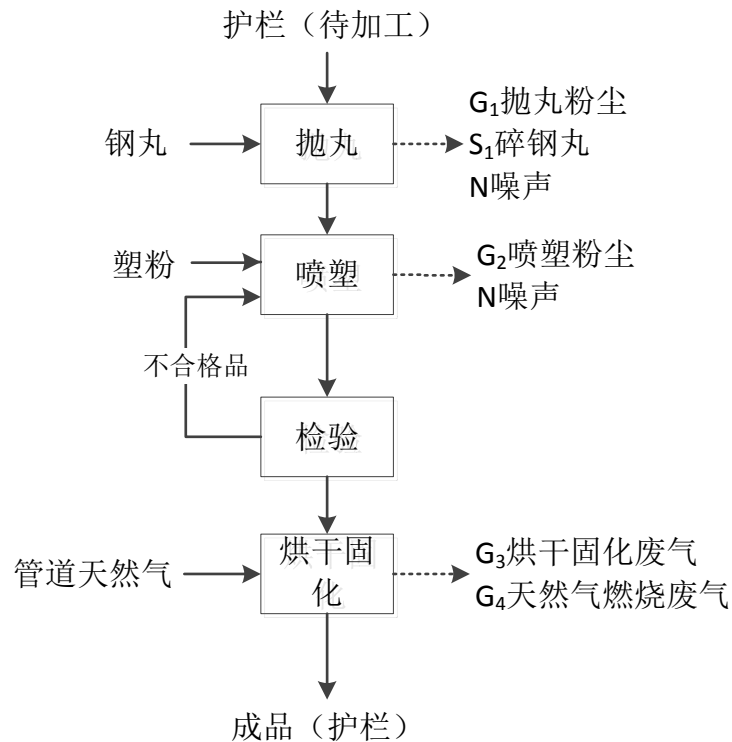 护栏（待加工）
钢丸
抛丸
G₁抛丸粉尘
S₁碎钢丸
N噪声
塑粉
喷塑
G₂喷塑粉尘
N噪声
不合格品
检验
管道天然气
烘干固
化
G₃烘干固化废气
G₄天然气燃烧废气
成品（护栏）